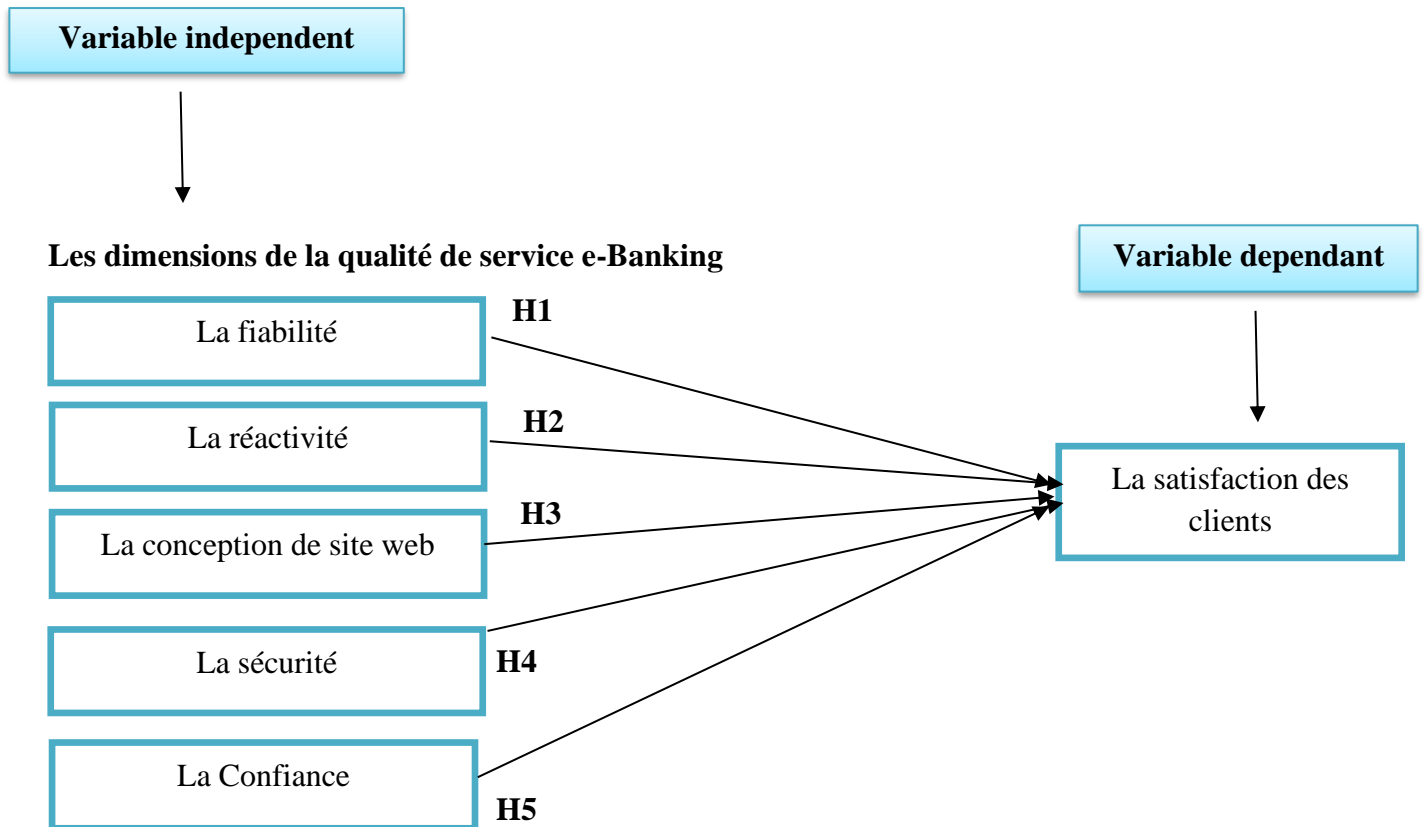 Variable independent
Les dimensions de la qualité de service e-Banking
Variable dependant
La fiabilité
H1
La réactivité
H2
La conception de site web
H3
La satisfaction des
clients
La sécurité
H4
La Confiance
H5